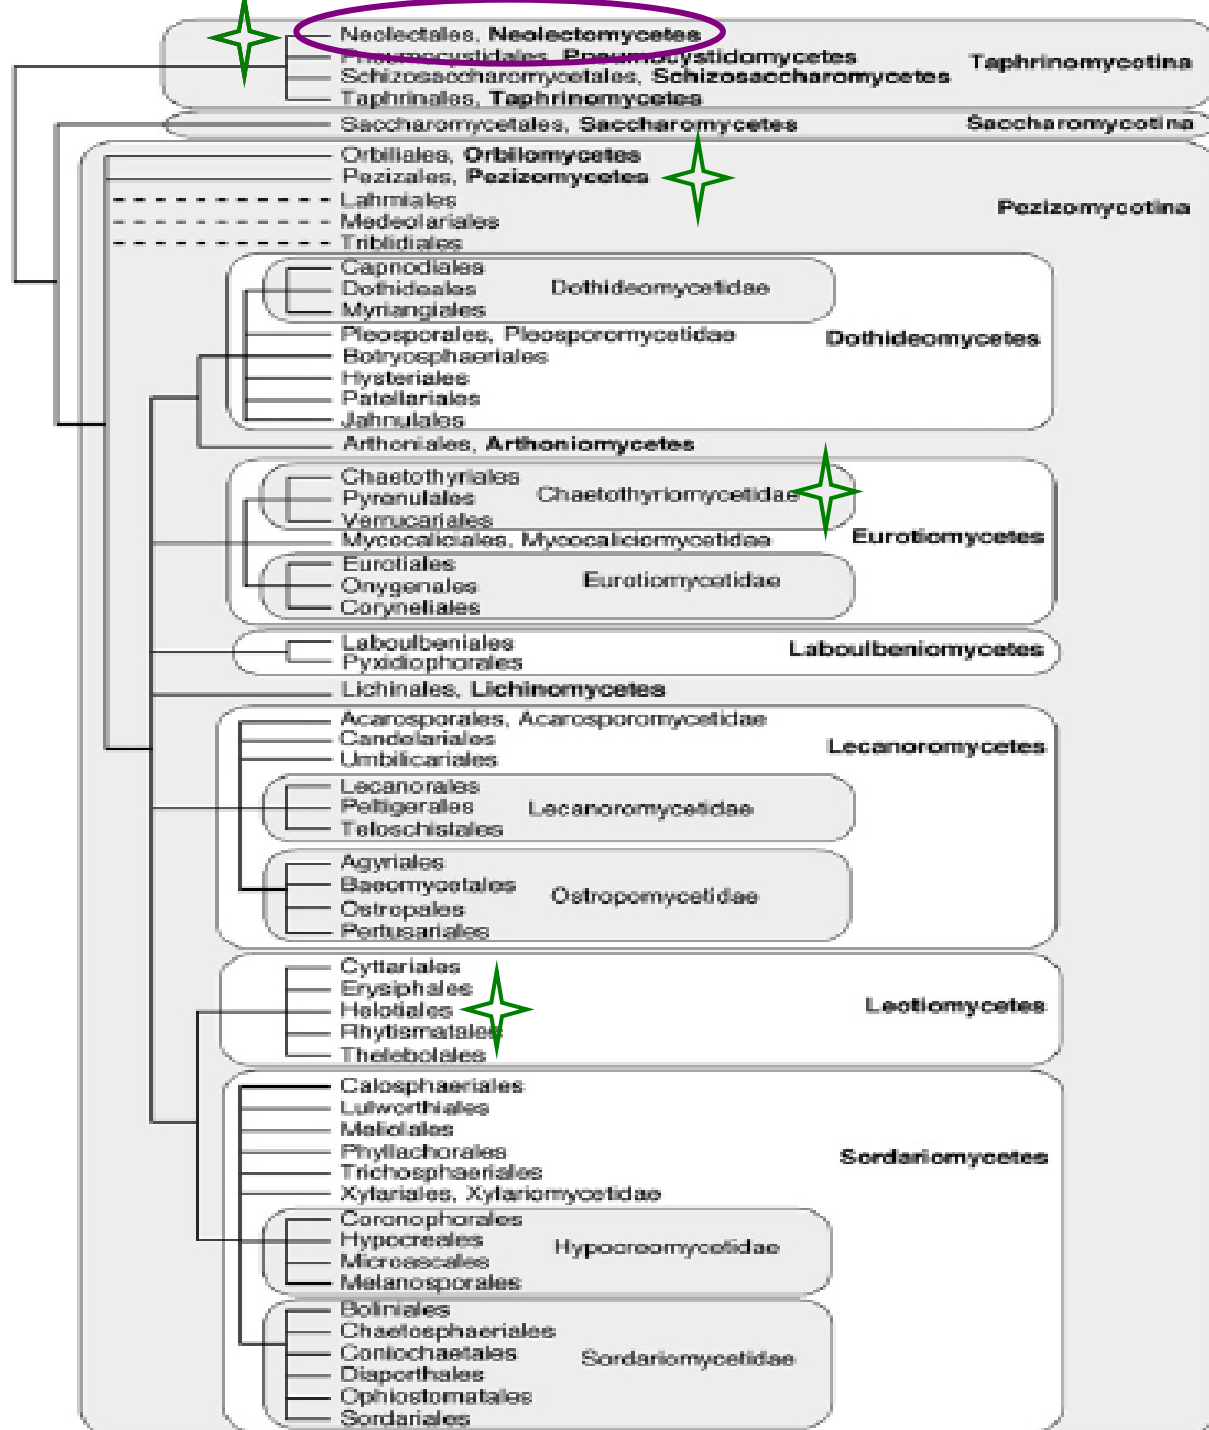 Neolectales, Neolectomycetes
Pneumocystidales, Pneumocystidomycetes
Taphrinomycotina
Schizosaccharomycetales, Schizosaccharomycetes
Taphrinales, Taphrinomycetes
Saccharomycetales, Saccharomycetes
Saccharomycotina
Orbiliales, Orbilomycetes
Pezizales, Pezizomycetes
Lahmiales
Pezizomycotina
Medeolariales
Triblidiales
Capnodiales
Dothideales
Dothideomycetidae
Myriangiales
Pleosporales, Pleosporomycetidae
Dothideomycetes
Botryosphaeriales
Hysteriales
Patellariales
Jahnulales
Arthoniales, Arthoniomycetes
Chaetothyriales
Chaetothyriomycetidae
Pyrenulales
Verrucariales
Mycocaliciales, Mycocaliciomycetidae
Eurotiomycetes
Eurotiales
Eurotiomycetidae
Onygenales
Coryneliales
Laboulbeniales
Laboulbeniomycetes
Pyxidiophorales
Lichinales, Lichinomycetes
Acarosporales, Acarosporomycetidae
Candelariales
Lecanoromycetes
Umbilicariales
Lecanorales
Peltigerales
Lecanoromycetidae
Teloschistales
Agyriales
Baeomycetales
Ostropomycetidae
Ostropales
Pertusariales
Cyttariales
Erysiphales
Helotiales
Leotiomycetes
Rhytismatales
Thelebolales
Calosphaeriales
Lulworthiales
Meliolales
Phyllachorales
Sordariomycetes
Trichosphaeriales
Xylariales, Xylariomycetidae
Coronophorales
Hypocreales
Hypocreomycetidae
Microascales
Melanosporales
Boliniales
Chaetosphaeriales
Coniochaetales
Sordariomycetidae
Diaporthales
Ophiostomatales
Sordariales